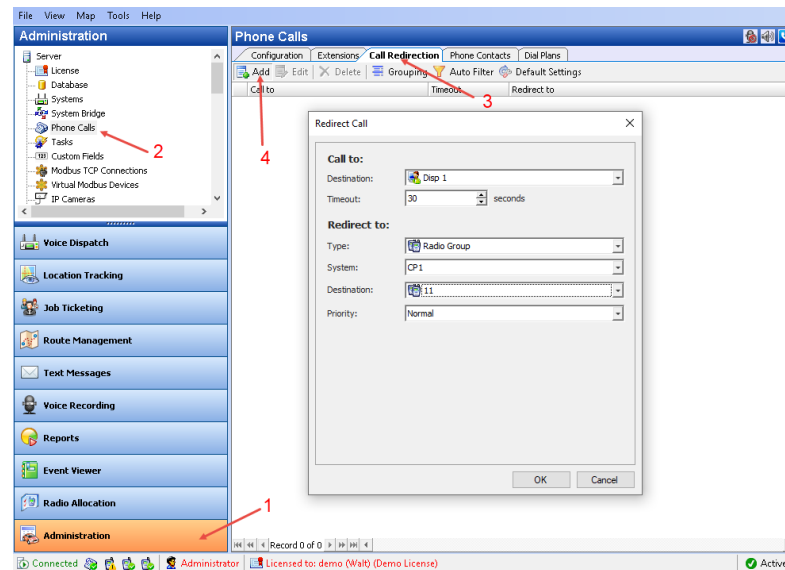 File View Map Tools Help
Administration
Phone Calls
Server
License
Database
Systems
System Bridge
Phone Calls
Tasks
Custom Fields
Modbus TCP Connections
Virtual Modbus Devices
IP Cameras
2
Voice Dispatch
Location Tracking
Job Ticketing
Route Management
Text Messages
Voice Recording
Reports
Event Viewer
Radio Allocation
Administration
1
Configuration Extensions Call Redirection Phone Contacts Dial Plans
Add Edit Delete Grouping Auto Filter Default Settings
Call to Timeout Redirect to
3
4
Redirect Call
Call to:
Destination: Disp 1
Timeout: 30 seconds
Redirect to:
Type: Radio Group
System: CP1
Destination: 11
Priority: Normal
OK Cancel
Record 0 of 0
Connected Administrator Licensed to: demo (Walt) (Demo License) Active